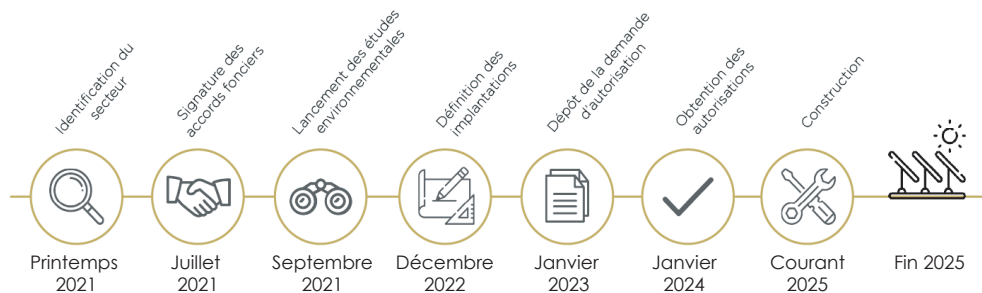 Identification du
secteur
Signature des
accords fonciers
Lancement des études
environnementales
Définition des
implantations
Dépôt de la demande
d'autorisation
Obtention des
autorisations
Construction
Printemps
2021
Juillet
2021
Septembre
2021
Décembre
2022
Janvier
2023
Janvier
2024
Courant
2025
Fin 2025